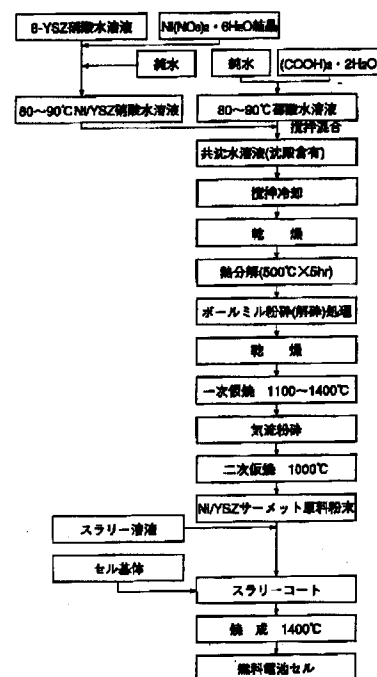 8-YSZ硝酸水溶液
Ni(NO₃)₂・6H₂O結晶
純水
純水
(COOH)₂・2H₂O
80～90℃ Ni/YSZ硝酸水溶液
80～90℃蓚酸水溶液
撹拌混合
共沈水溶液(沈殿含有)
撹拌冷却
乾 燥
熱分解(500℃×5hr)
ボールミル粉砕(解砕)処理
乾 燥
一次仮焼 1100～1400℃
気流粉砕
二次仮焼 1000℃
Ni/YSZサーメット原料粉末
スラリー溶液
セル基体
スラリーコート
焼 成 1400℃
燃料電池セル